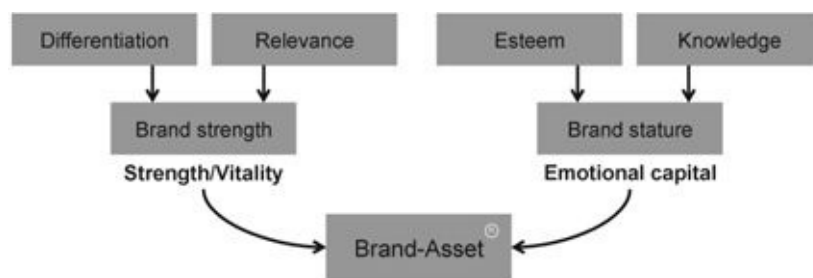 Differentiation
Relevance
Esteem
Knowledge
Brand strength
Brand stature
Strength/Vitality
Emotional capital
Brand-Asset®